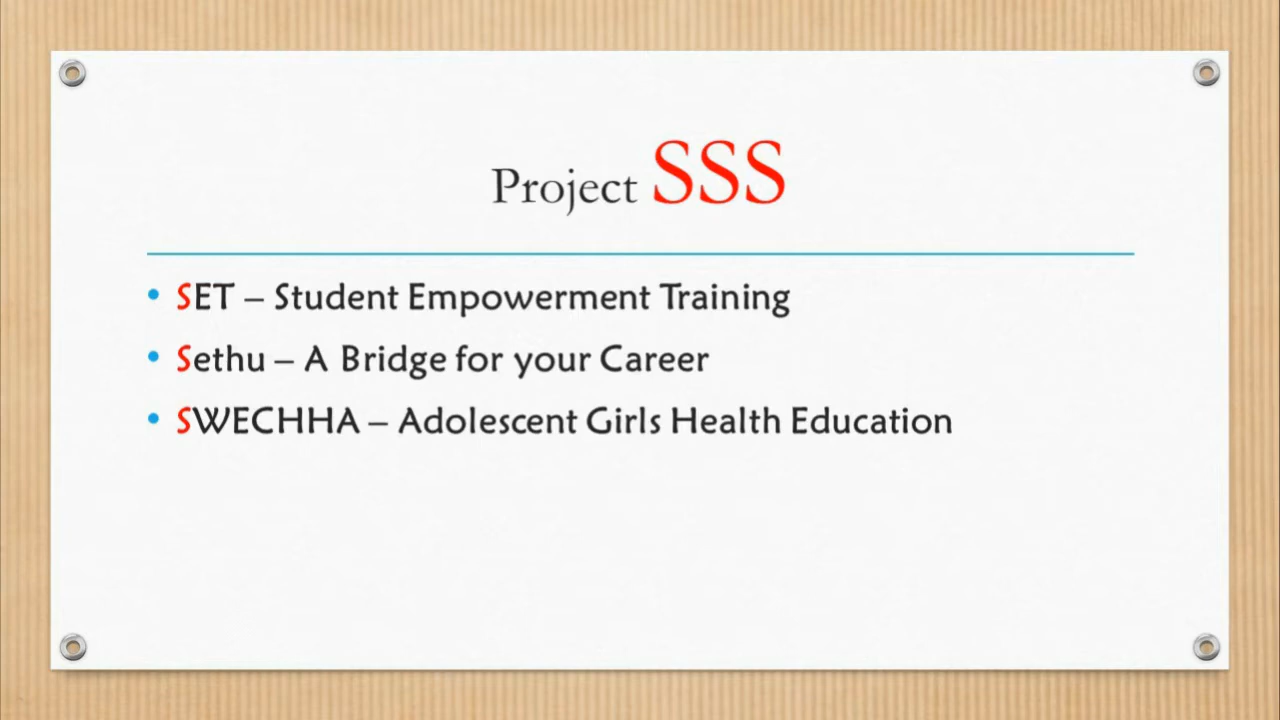 Project SSS
• SET – Student Empowerment Training
• Sethu – A Bridge for your Career
• SWECHHA – Adolescent Girls Health Education